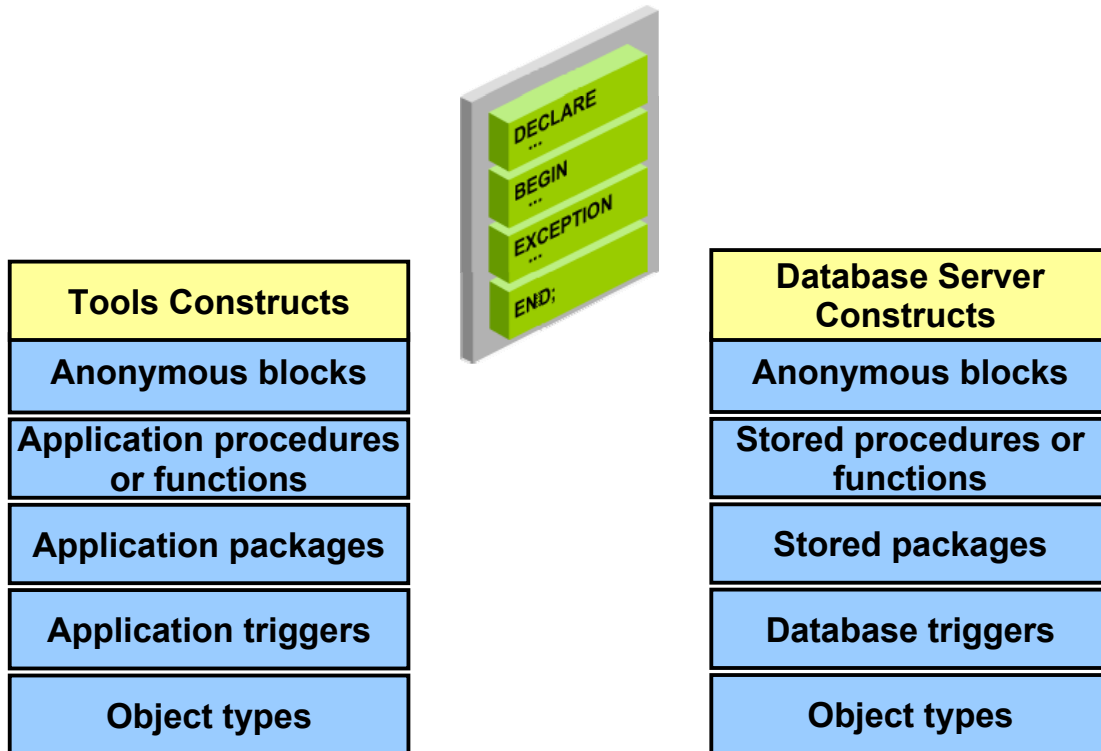 DECLARE
...
BEGIN
...
EXCEPTION
...
END;
Tools Constructs
Anonymous blocks
Application procedures
or functions
Application packages
Application triggers
Object types
Database Server
Constructs
Anonymous blocks
Stored procedures or
functions
Stored packages
Database triggers
Object types